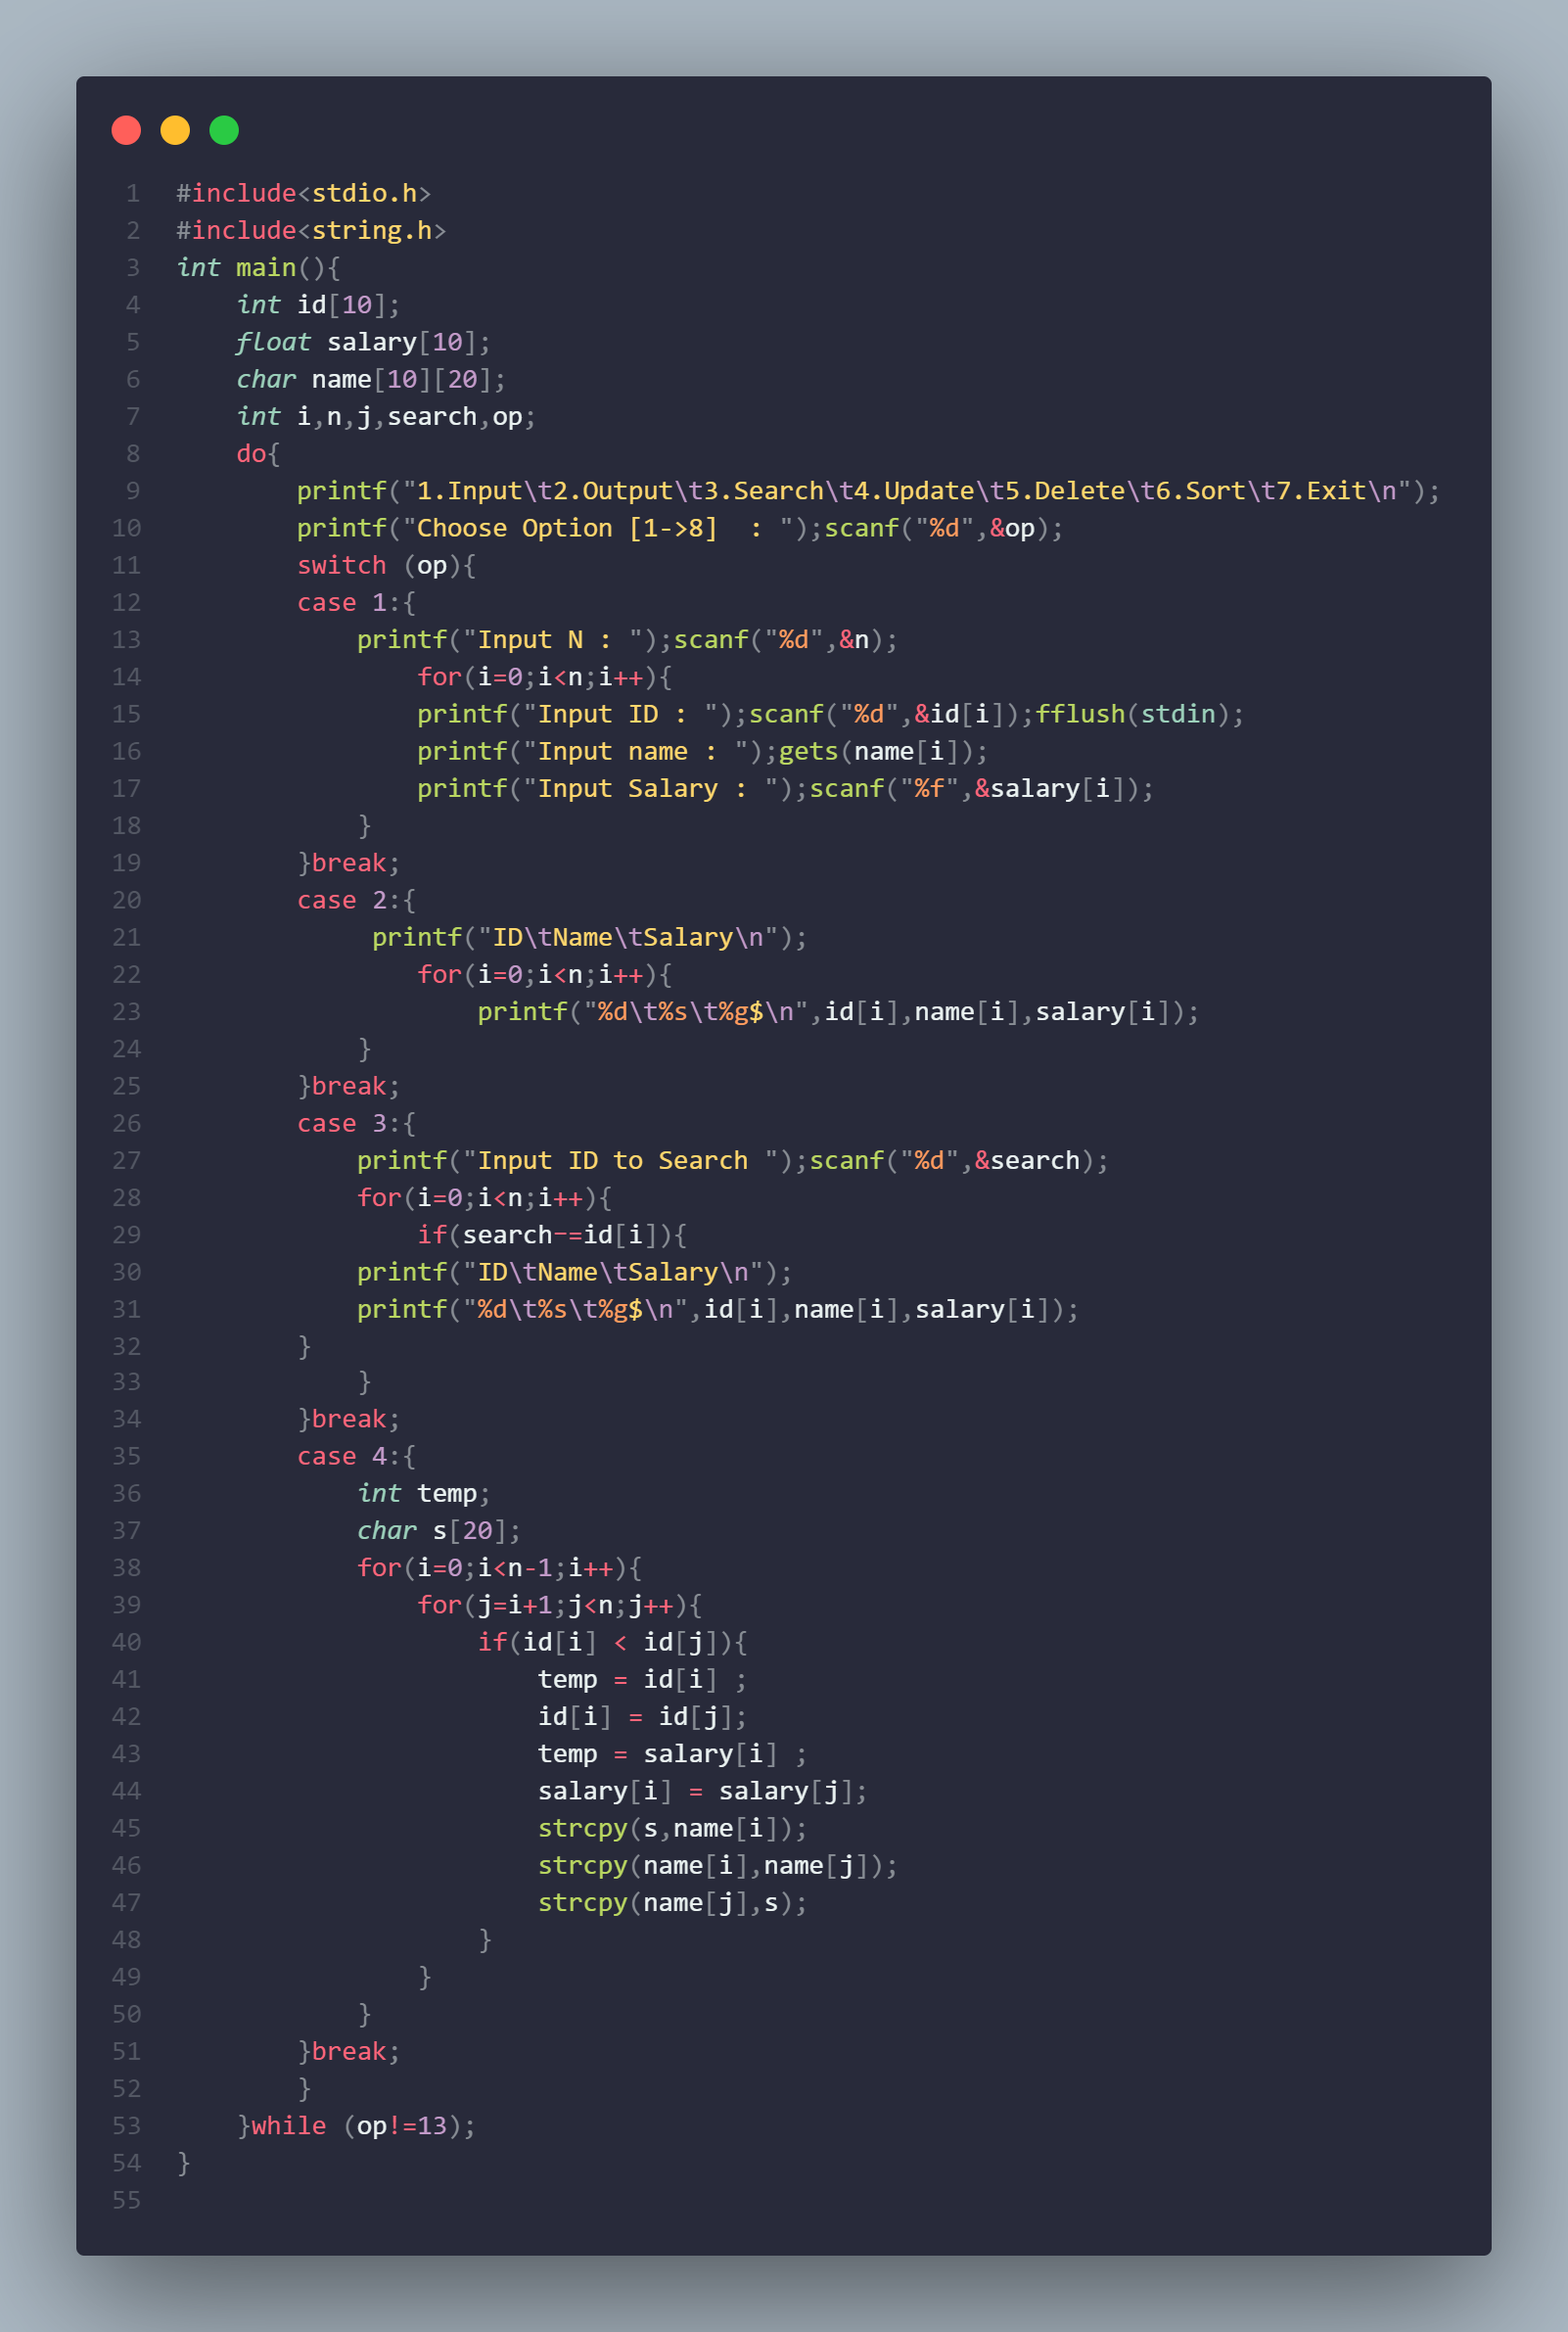 1 #include<stdio.h>
2 #include<string.h>
3 int main(){
4     int id[10];
5     float salary[10];
6     char name[10][20];
7     int i,n,j,search,op;
8     do{
9         printf("1.Input\t2.Output\t3.Search\t4.Update\t5.Delete\t6.Sort\t7.Exit\n");
10         printf("Choose Option [1->8]  : ");scanf("%d",&op);
11         switch (op){
12         case 1:{
13             printf("Input N : ");scanf("%d",&n);
14                 for(i=0;i<n;i++){
15                 printf("Input ID : ");scanf("%d",&id[i]);fflush(stdin);
16                 printf("Input name : ");gets(name[i]);
17                 printf("Input Salary : ");scanf("%f",&salary[i]);
18             }
19         }break;
20         case 2:{
21              printf("ID\tName\tSalary\n");
22                 for(i=0;i<n;i++){
23                     printf("%d\t%s\t%g$\n",id[i],name[i],salary[i]);
24             }
25         }break;
26         case 3:{
27             printf("Input ID to Search ");scanf("%d",&search);
28             for(i=0;i<n;i++){
29                 if(search-=id[i]){
30             printf("ID\tName\tSalary\n");
31             printf("%d\t%s\t%g$\n",id[i],name[i],salary[i]);
32         }
33             }
34         }break;
35         case 4:{
36             int temp;
37             char s[20];
38             for(i=0;i<n-1;i++){
39                 for(j=i+1;j<n;j++){
40                     if(id[i] < id[j]){
41                         temp = id[i] ;
42                         id[i] = id[j];
43                         temp = salary[i] ;
44                         salary[i] = salary[j];
45                         strcpy(s,name[i]);
46                         strcpy(name[i],name[j]);
47                         strcpy(name[j],s);
48                     }
49                 }
50             }
51         }break;
52         }
53     }while (op!=13);
54 }
55